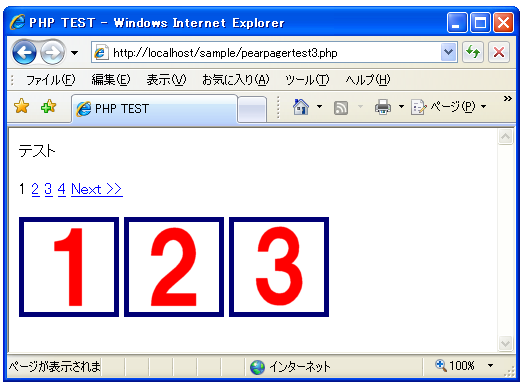 PHP TEST - Windows Internet Explorer
http://localhost/sample/pearpagertest3.php
ファイル(F) 編集(E) 表示(V) お気に入り(A) ツール(T) ヘルプ(H)
PHP TEST ページ(P) »
テスト
1 2 3 4 Next >>
1 2 3
ページが表示されま インターネット 100%